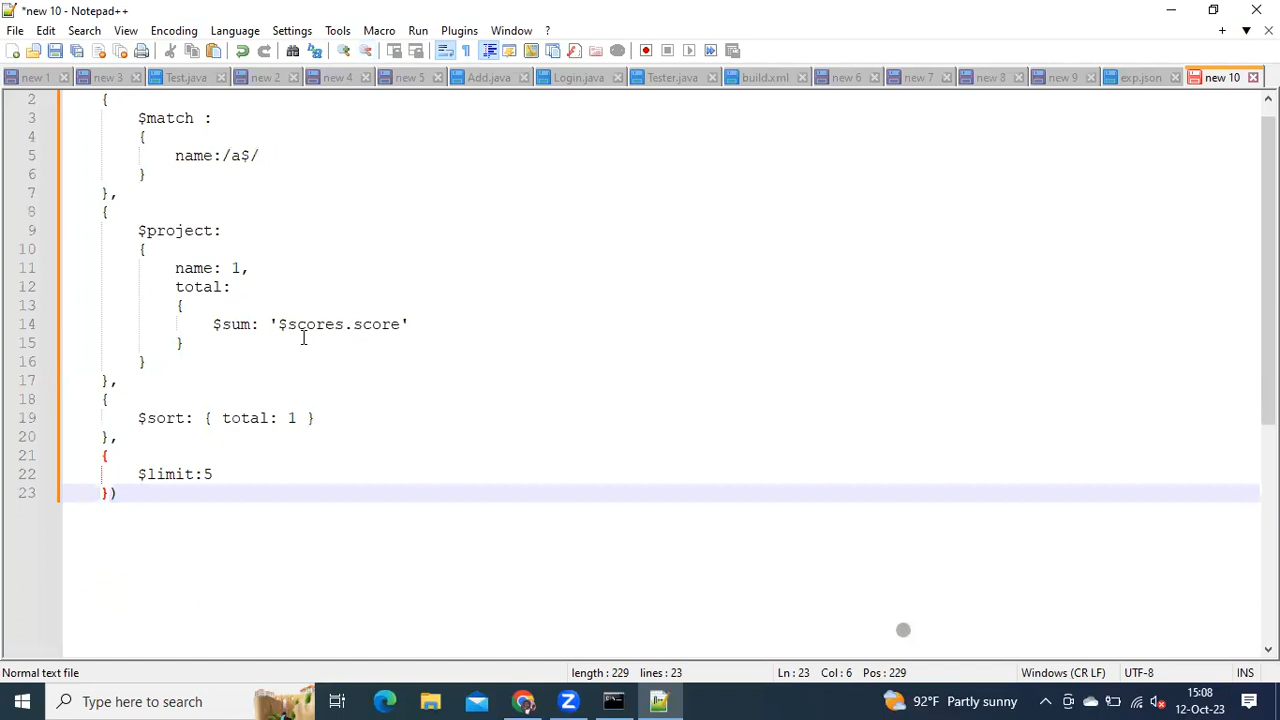 *new 10 - Notepad++
File Edit Search View Encoding Language Settings Tools Macro Run Plugins Window ?
new 1 new 3 Test.java new 2 new 4 new 5 Add.java Login.java Tester.java build.xml new 6 new 7 new 8 new 9 exp.json new 10
2 {
3 $match :
4 {
5 name:/a$/
6 }
7 },
8 {
9 $project:
10 {
11 name: 1,
12 total:
13 {
14 $sum: '$scores.score'
15 }
16 }
17 },
18 {
19 $sort: { total: 1 }
20 },
21 {
22 $limit:5
23 })
Normal text file length : 229 lines : 23 Ln : 23 Col : 6 Pos : 229 Windows (CR LF) UTF-8 INS
Type here to search 92°F Partly sunny 15:08
12-Oct-23